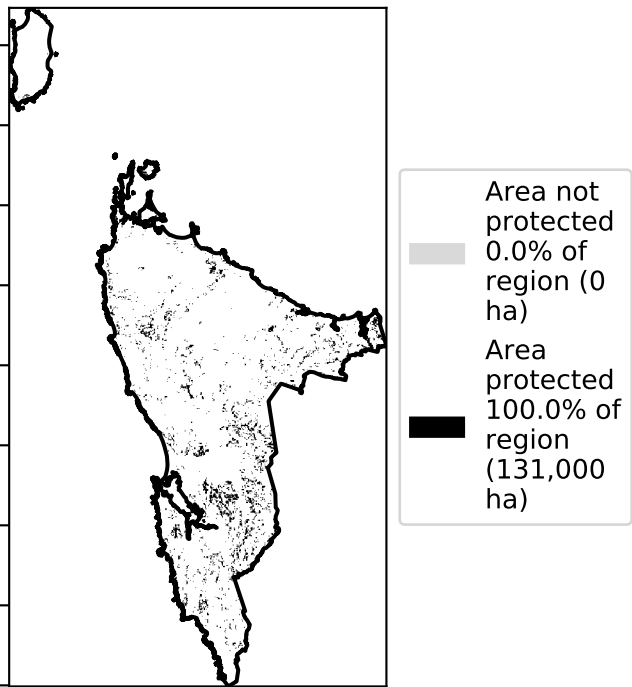 Area not
protected
0.0% of
region (0
ha)
Area
protected
100.0% of
region
(131,000
ha)